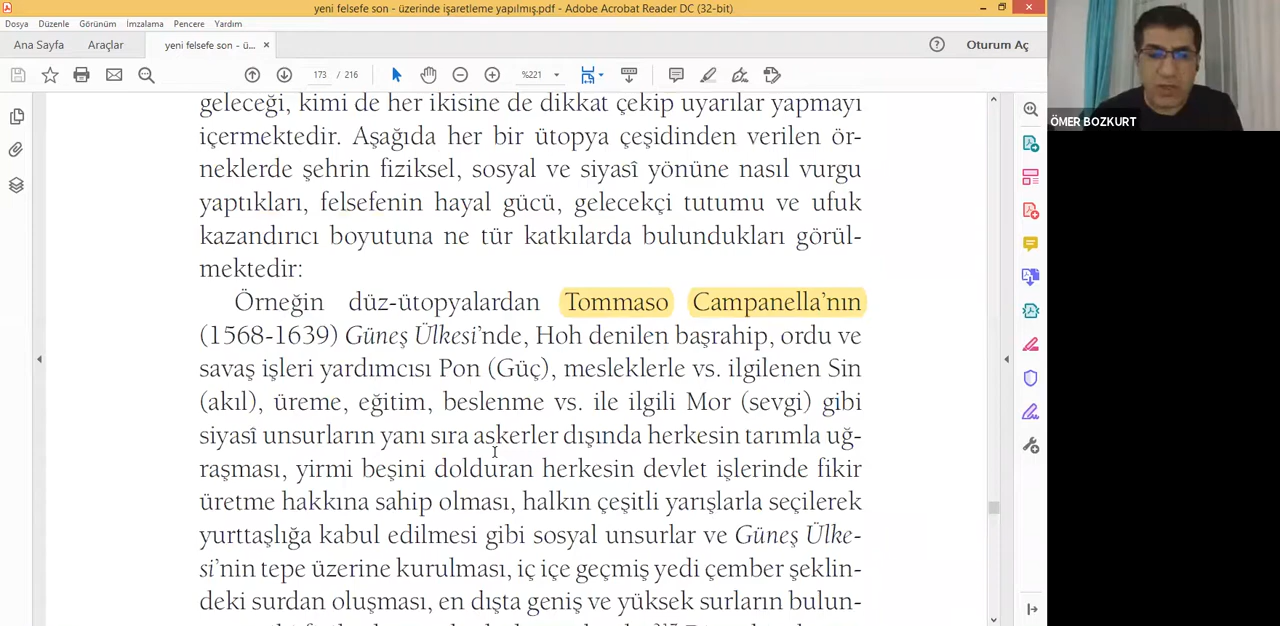 yeni felsefe son - üzerinde işaretleme yapılmış.pdf - Adobe Acrobat Reader DC (32-bit)
Dosya Düzenle Görünüm İmzalama Pencere Yardım
Ana Sayfa Araçlar yeni felsefe son - ü... × Oturum Aç
173 / 216 %221
geleceği, kimi de her ikisine de dikkat çekip uyarılar yapmayı
içermektedir. Aşağıda her bir ütopya çeşidinden verilen ör-
neklerde şehrin fiziksel, sosyal ve siyasî yönüne nasıl vurgu
yaptıkları, felsefenin hayal gücü, gelecekçi tutumu ve ufuk
kazandırıcı boyutuna ne tür katkılarda bulundukları görül-
mektedir:
Örneğin düz-ütopyalardan Tommaso Campanella’nın
(1568-1639) Güneş Ülkesi’nde, Hoh denilen başrahip, ordu ve
savaş işleri yardımcısı Pon (Güç), mesleklerle vs. ilgilenen Sin
(akıl), üreme, eğitim, beslenme vs. ile ilgili Mor (sevgi) gibi
siyasî unsurların yanı sıra askerler dışında herkesin tarımla uğ-
raşması, yirmi beşini dolduran herkesin devlet işlerinde fikir
üretme hakkına sahip olması, halkın çeşitli yarışlarla seçilerek
yurttaşlığa kabul edilmesi gibi sosyal unsurlar ve Güneş Ülke-
si’nin tepe üzerine kurulması, iç içe geçmiş yedi çember şeklin-
deki surdan oluşması, en dışta geniş ve yüksek surların bulun-
ÖMER BOZKURT